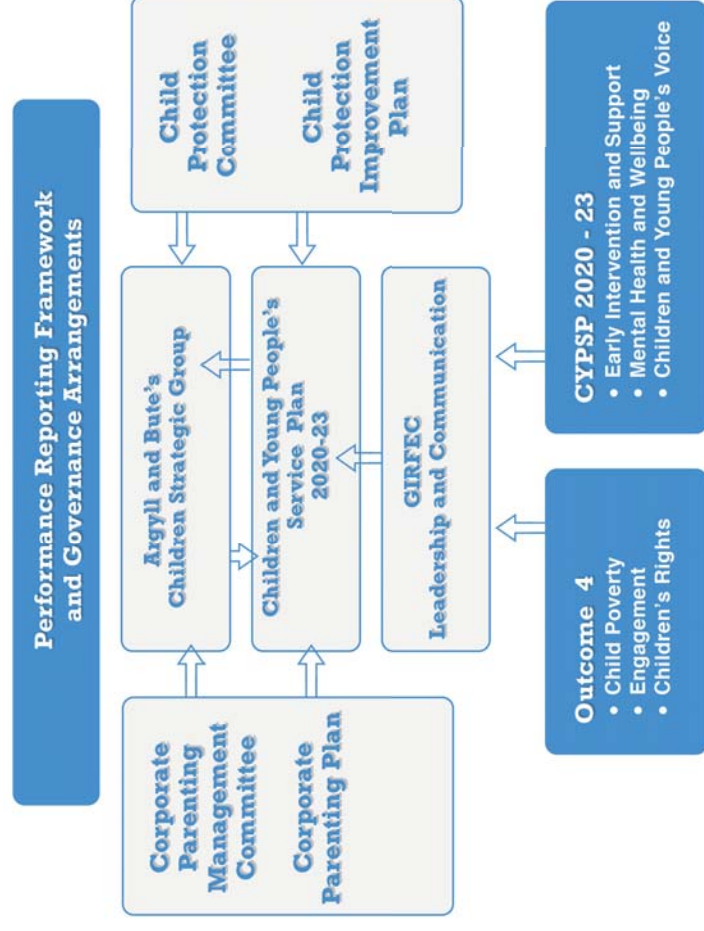 Performance Reporting Framework
and Governance Arrangements
Corporate
Parenting
Management
Committee
Corporate
Parenting Plan
Argyll and Bute's
Children Strategic Group
Children and Young People's
Service Plan
2020-23
GIRFEC
Leadership and Communication
Child
Protection
Committee
Child
Protection
Improvement
Plan
Outcome 4
• Child Poverty
• Engagement
• Children's Rights
CYPSP 2020 - 23
• Early Intervention and Support
• Mental Health and Wellbeing
• Children and Young People's Voice